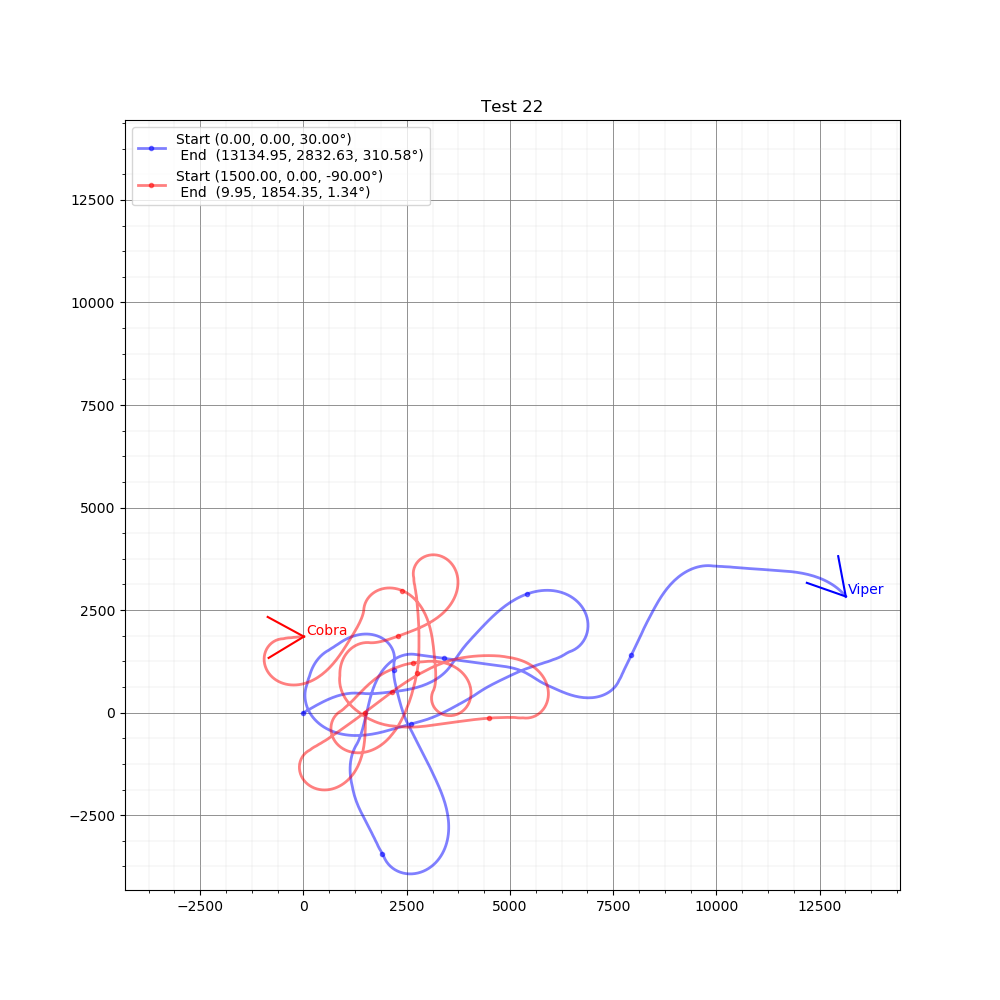 Test 22
Start (0.00, 0.00, 30.00°)
End (13134.95, 2832.63, 310.58°)
Start (1500.00, 0.00, -90.00°)
End (9.95, 1854.35, 1.34°)
12500
10000
7500
5000
2500
0
−2500
Cobra
Viper
−2500 0 2500 5000 7500 10000 12500